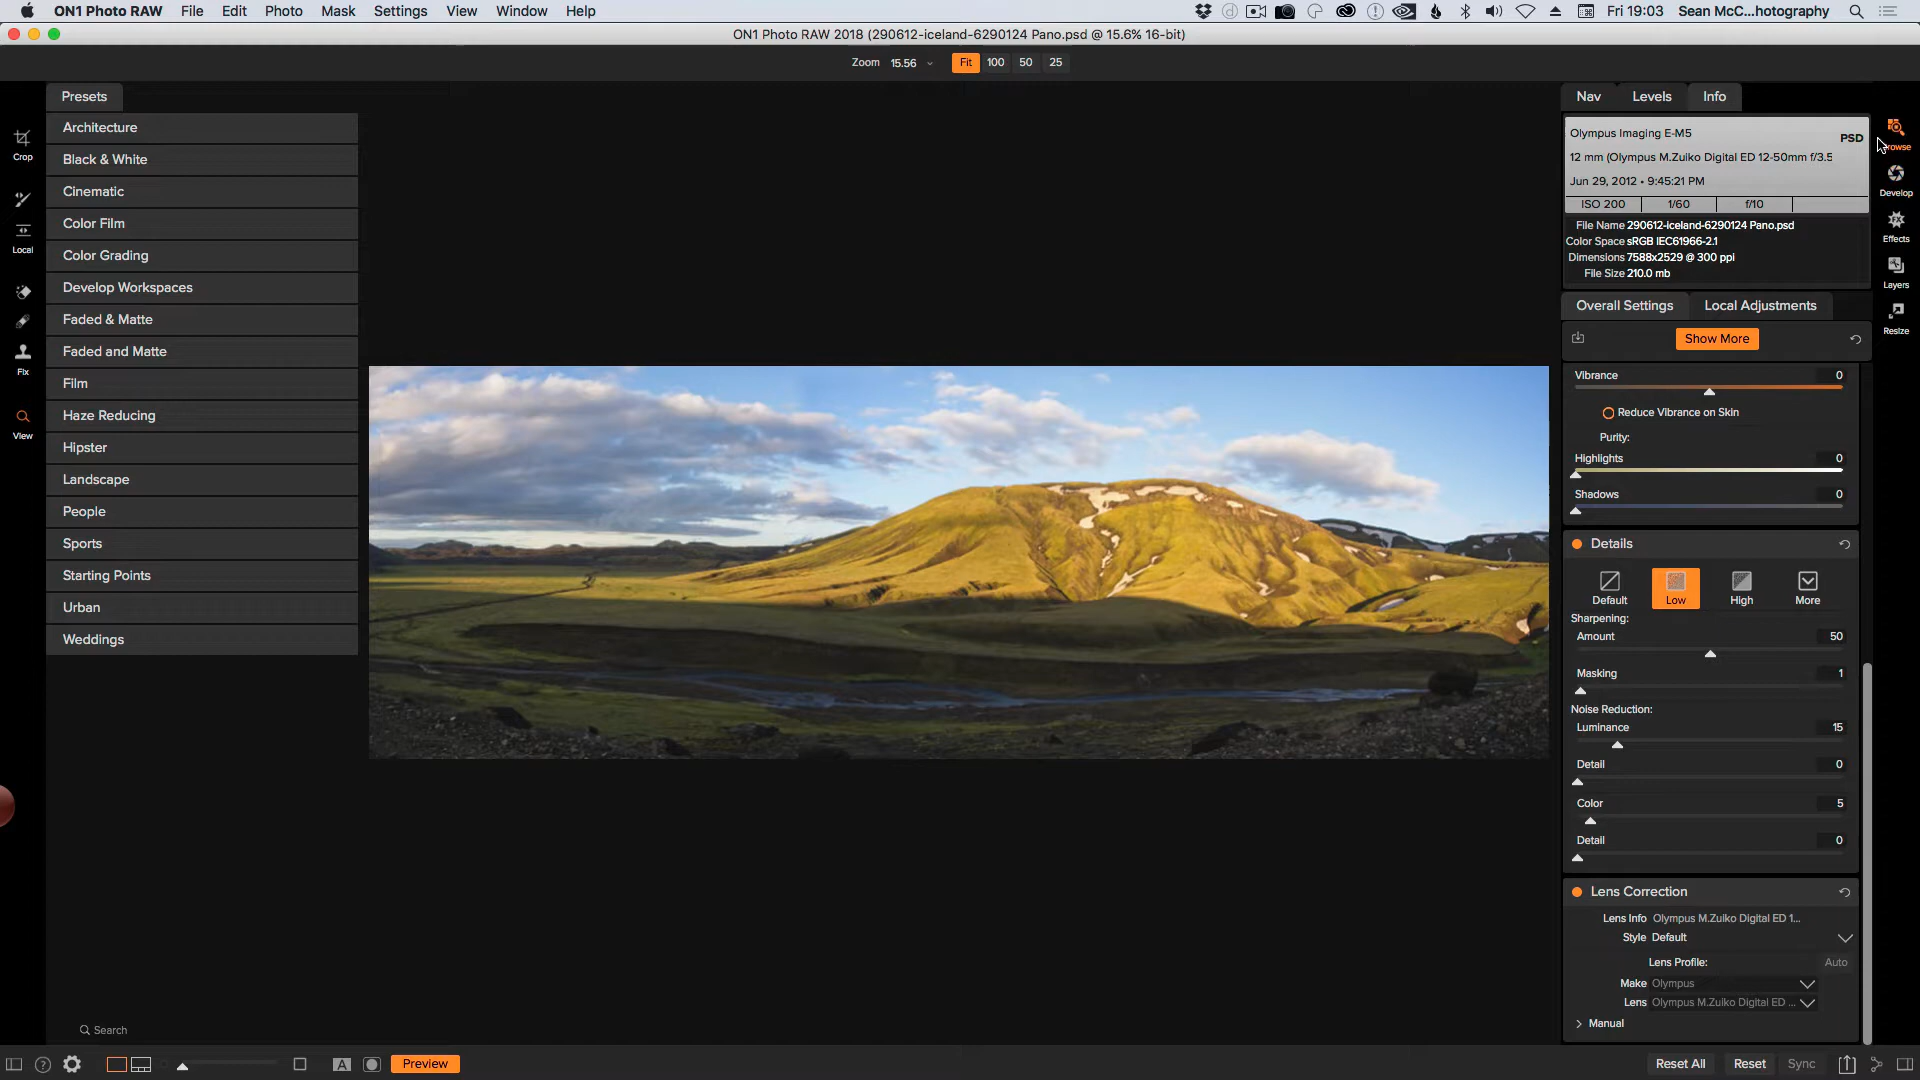 ON1 Photo RAW File Edit Photo Mask Settings View Window Help Fri 19:03 Sean McC...hotography
ON1 Photo RAW 2018 (290612-iceland-6290124 Pano.psd @ 15.6% 16-bit)
Zoom 15.56 Fit 100 50 25
Presets
Architecture
Black & White
Cinematic
Color Film
Color Grading
Develop Workspaces
Faded & Matte
Faded and Matte
Film
Haze Reducing
Hipster
Landscape
People
Sports
Starting Points
Urban
Weddings
Search
Crop
Local
Fix
View
Nav Levels Info
Olympus Imaging E-M5
PSD
12 mm (Olympus M.Zuiko Digital ED 12-50mm f/3.5
Jun 29, 2012 • 9:45:21 PM
ISO 200 1/60 f/10
File Name 290612-iceland-6290124 Pano.psd
Color Space sRGB IEC61966-2.1
Dimensions 7588x2529 @ 300 ppi
File Size 210.0 mb
Overall Settings Local Adjustments
Show More
Vibrance 0
Reduce Vibrance on Skin
Purity:
Highlights 0
Shadows 0
Details
Default Low High More
Sharpening:
Amount 50
Masking 1
Noise Reduction:
Luminance 15
Detail 0
Color 5
Detail 0
Lens Correction
Lens Info Olympus M.Zuiko Digital ED 1...
Style Default
Lens Profile: Auto
Make Olympus
Lens Olympus M.Zuiko Digital ED ...
Manual
rowse
Develop
FX
Effects
Layers
Resize
A Preview
Reset All Reset Sync